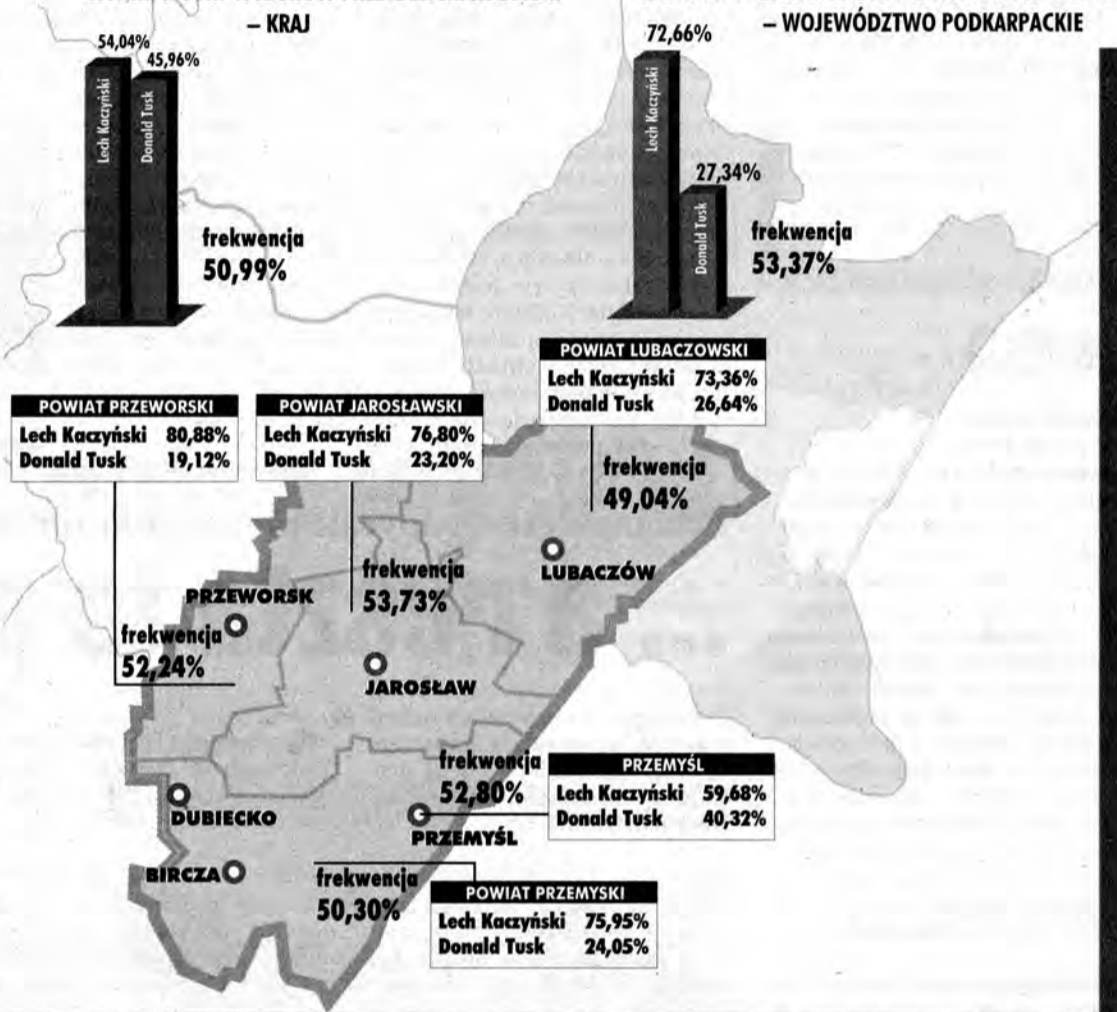 – KRAJ
54,04%
45,96%
Lech Kaczyński
Donald Tusk
frekwencja
50,99%
– WOJEWÓDZTWO PODKARPACKIE
72,66%
27,34%
Lech Kaczyński
Donald Tusk
frekwencja
53,37%
POWIAT LUBACZOWSKI
Lech Kaczyński 73,36%
Donald Tusk 26,64%
frekwencja
49,04%
POWIAT PRZEWORSKI
Lech Kaczyński 80,88%
Donald Tusk 19,12%
POWIAT JAROSŁAWSKI
Lech Kaczyński 76,80%
Donald Tusk 23,20%
LUBACZÓW
frekwencja
53,73%
PRZEWORSK
frekwencja
52,24%
JAROSŁAW
frekwencja
52,80%
PRZEMYŚL
Lech Kaczyński 59,68%
Donald Tusk 40,32%
DUBIECKO
PRZEMYŚL
BIRCZA
frekwencja
50,30%
POWIAT PRZEMYSKI
Lech Kaczyński 75,95%
Donald Tusk 24,05%